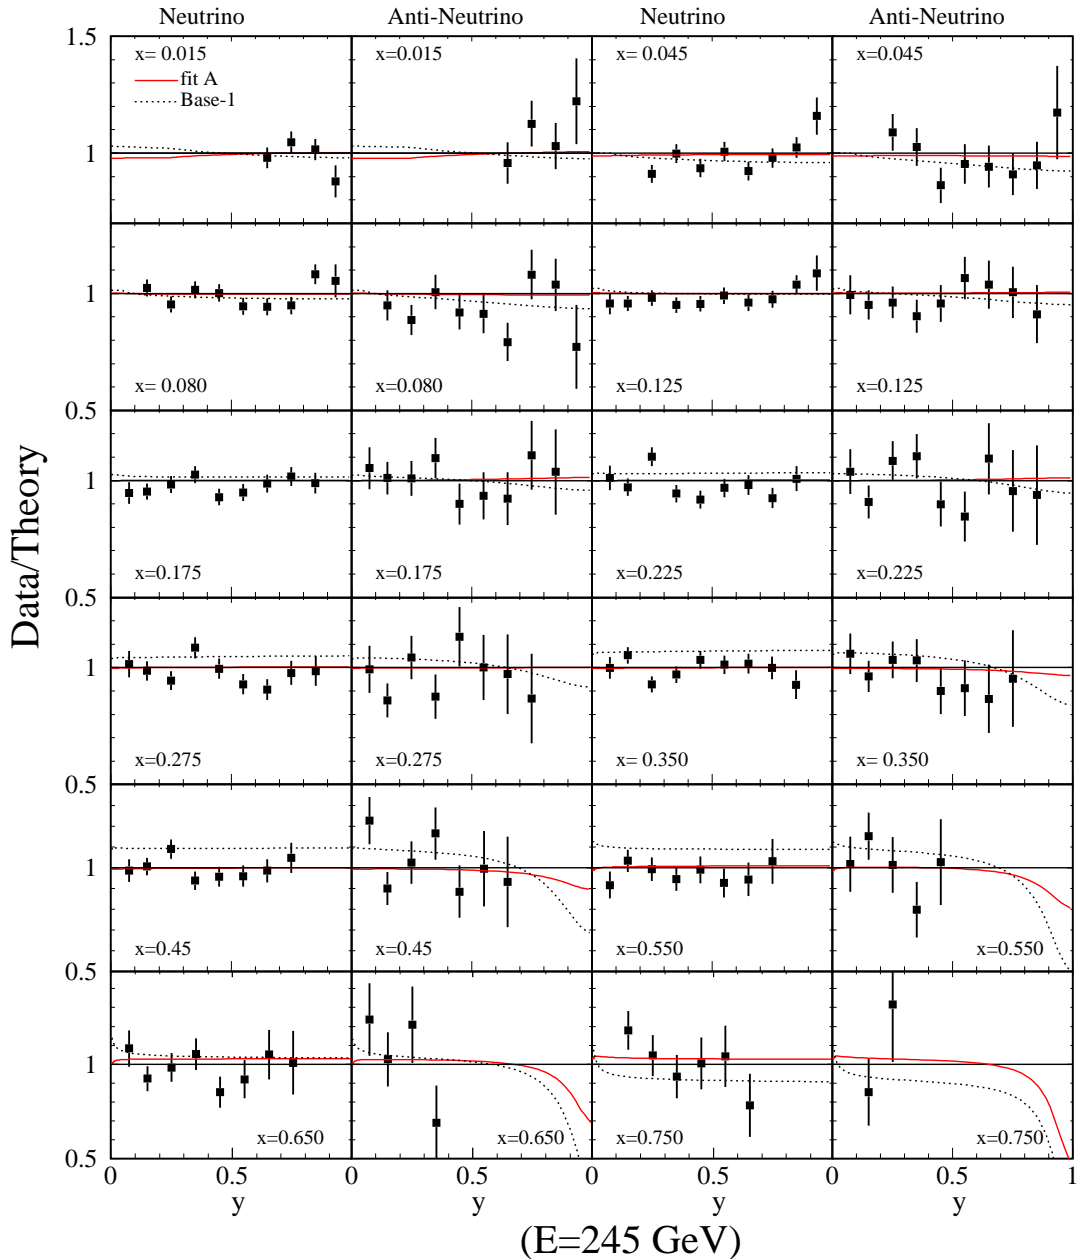 Neutrino Anti-Neutrino Neutrino Anti-Neutrino
1.5
x= 0.015 x=0.015 x=0.045 x=0.045
fit A
Base-1
1
1
x= 0.080 x=0.080 x=0.125 x=0.125
0.5
Data/Theory
1
x=0.175 x=0.175 x=0.225 x=0.225
0.5
1
x=0.275 x=0.275 x= 0.350 x= 0.350
0.5
1
x=0.45 x=0.45 x=0.550 x=0.550
0.5
1
x=0.650 x=0.650 x=0.750 x=0.750
0.5
0 0.5 0 0.5 0 0.5 0 0.5 1
y y y y
(E=245 GeV)